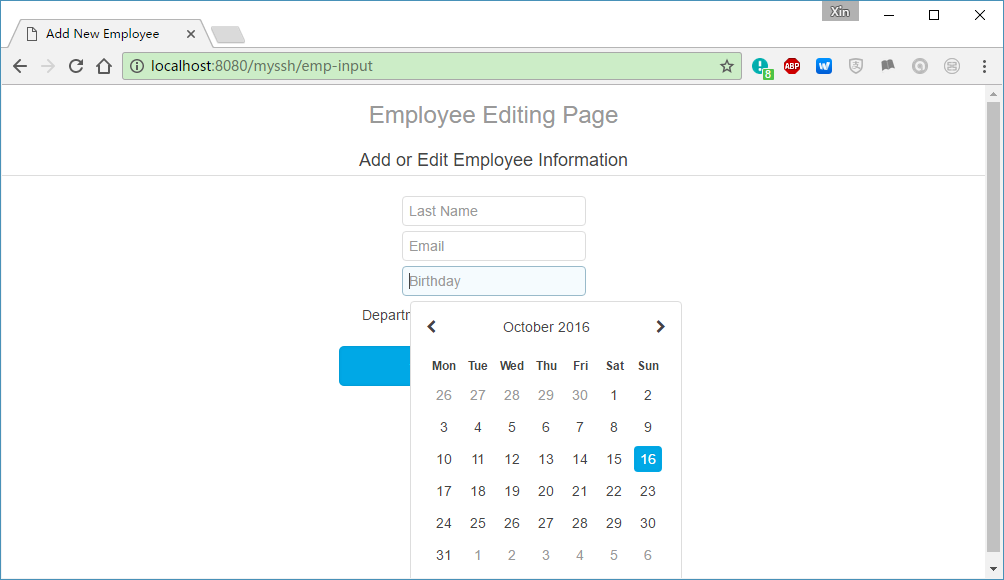 Xin
Add New Employee
localhost:8080/myssh/emp-input
8
ABP
W
Employee Editing Page
Add or Edit Employee Information
Last Name
Email
Birthday
Departm
October 2016
Mon Tue Wed Thu Fri Sat Sun
26 27 28 29 30 1 2
3 4 5 6 7 8 9
10 11 12 13 14 15 16
17 18 19 20 21 22 23
24 25 26 27 28 29 30
31 1 2 3 4 5 6